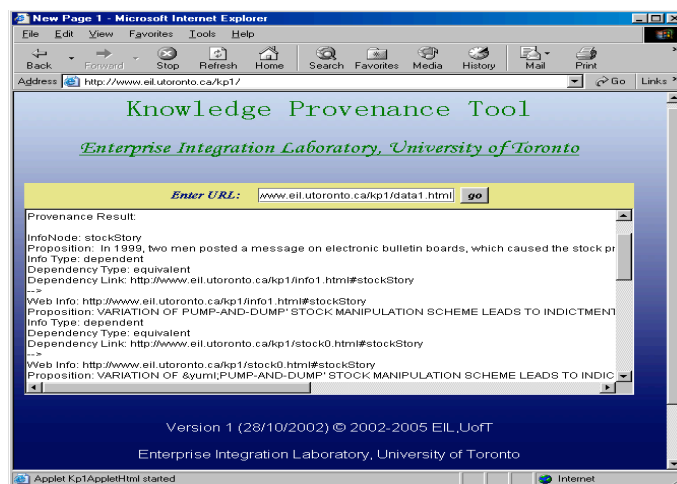 New Page 1 - Microsoft Internet Explorer
File Edit View Favorites Tools Help
Back Forward Stop Refresh Home Search Favorites Media History Mail Print
Address http://www.eil.utoronto.ca/kp1/ Go Links
Knowledge Provenance Tool
Enterprise Integration Laboratory, University of Toronto
Enter URL: www.eil.utoronto.ca/kp1/data1.html go
Provenance Result:
InfoNode: stockStory
Proposition: In 1999, two men posted a message on electronic bulletin boards, which caused the stock pr
Info Type: dependent
Dependency Type: equivalent
Dependency Link: http://www.eil.utoronto.ca/kp1/info1.html#stockStory
-->
Web Info: http://www.eil.utoronto.ca/kp1/info1.html#stockStory
Proposition: VARIATION OF PUMP-AND-DUMP' STOCK MANIPULATION SCHEME LEADS TO INDICTMENT
Info Type: dependent
Dependency Type: equivalent
Dependency Link: http://www.eil.utoronto.ca/kp1/stock0.html#stockStory
-->
Web Info: http://www.eil.utoronto.ca/kp1/stock0.html#stockStory
Proposition: VARIATION OF &yuml;PUMP-AND-DUMP' STOCK MANIPULATION SCHEME LEADS TO INDIC
Version 1 (28/10/2002) © 2002-2005 EIL,UofT
Enterprise Integration Laboratory, University of Toronto
Applet Kp1AppletHtml started Internet